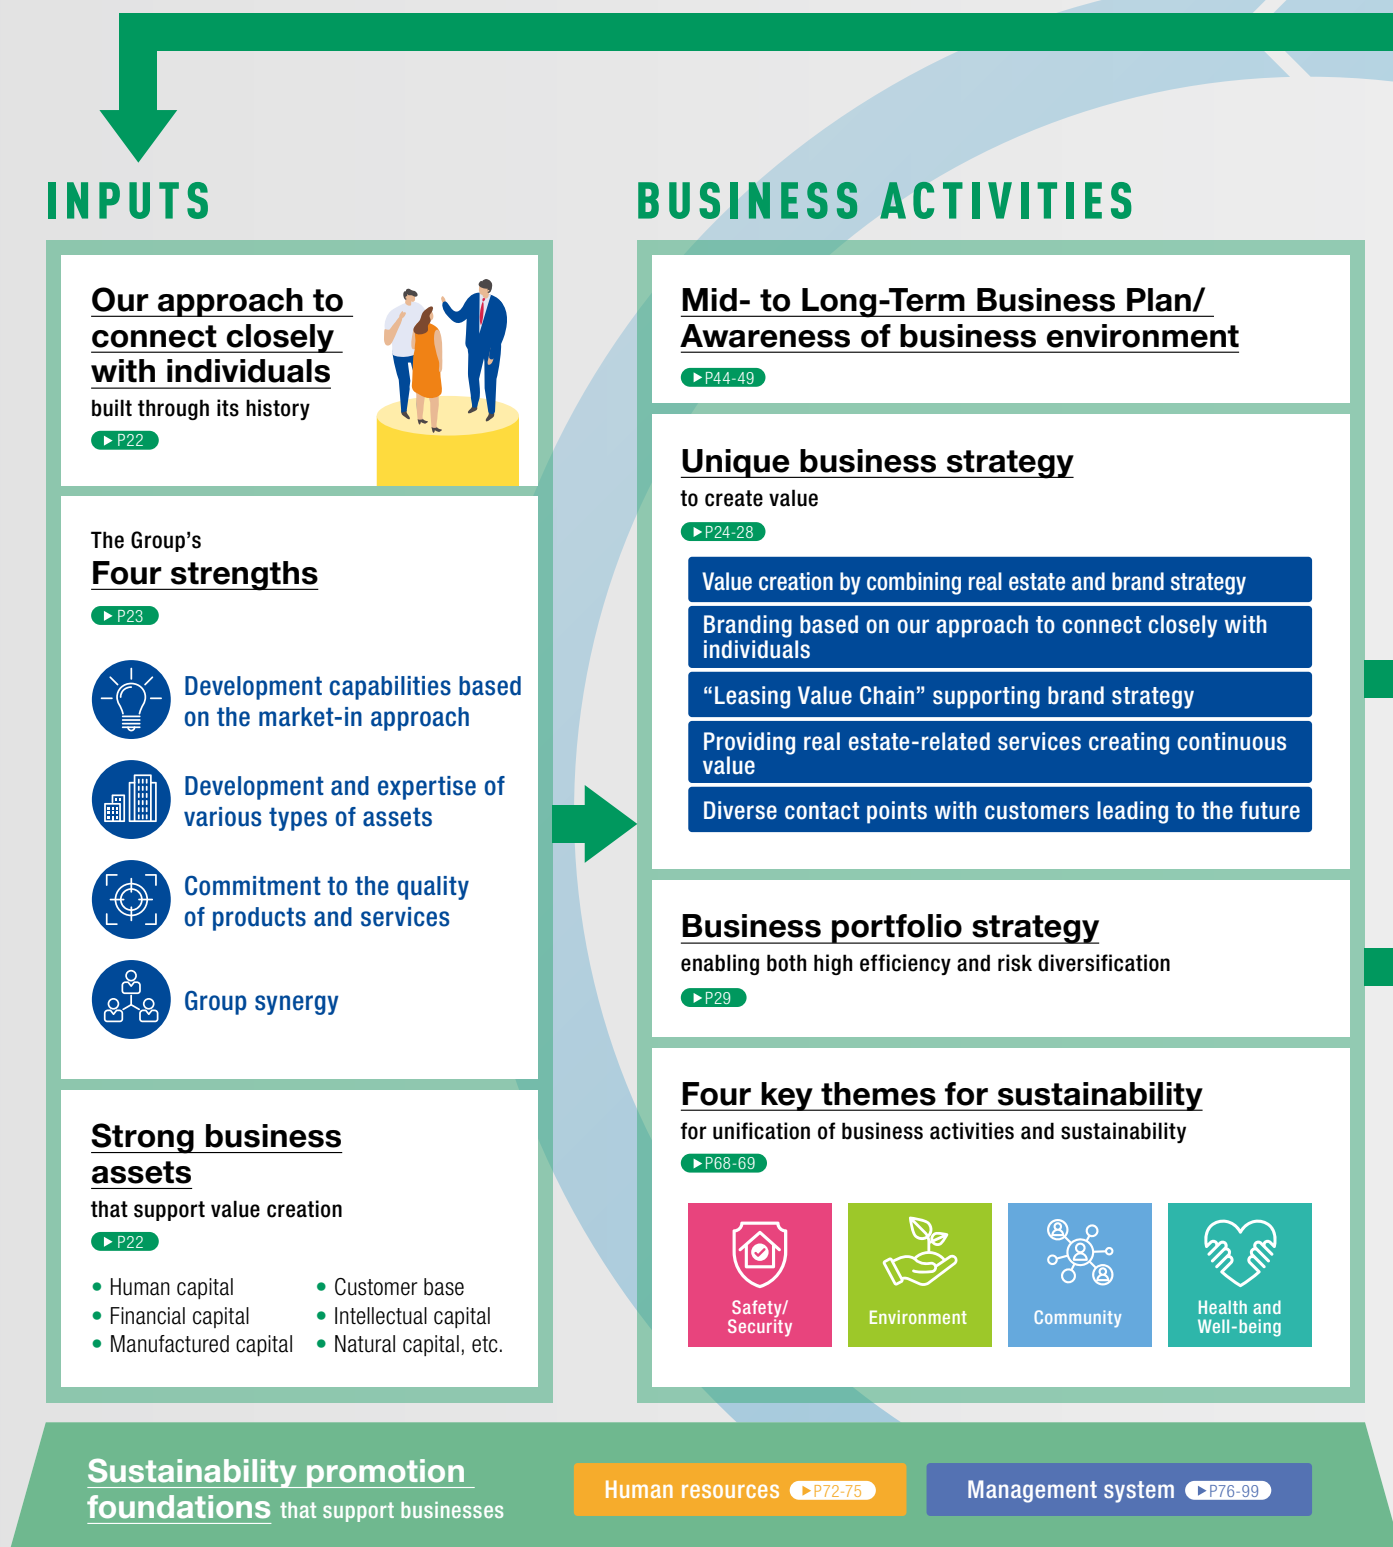 INPUTS
Our approach to
connect closely
with individuals
built through its history
P22
The Group's
Four strengths
P23
Development capabilities based
on the market-in approach
Development and expertise of
various types of assets
Commitment to the quality
of products and services
Group synergy
Strong business
assets
that support value creation
P22
• Human capital
• Financial capital
• Manufactured capital
• Customer base
• Intellectual capital
• Natural capital, etc.
BUSINESS ACTIVITIES
Mid- to Long-Term Business Plan/
Awareness of business environment
P44-49
Unique business strategy
to create value
P24-28
Value creation by combining real estate and brand strategy
Branding based on our approach to connect closely with
individuals
“Leasing Value Chain” supporting brand strategy
Providing real estate-related services creating continuous
value
Diverse contact points with customers leading to the future
Business portfolio strategy
enabling both high efficiency and risk diversification
P29
Four key themes for sustainability
for unification of business activities and sustainability
P68-69
Safety/
Security
Environment
Community
Health and
Well-being
Sustainability promotion
foundations that support businesses
Human resources P72-75
Management system P76-99